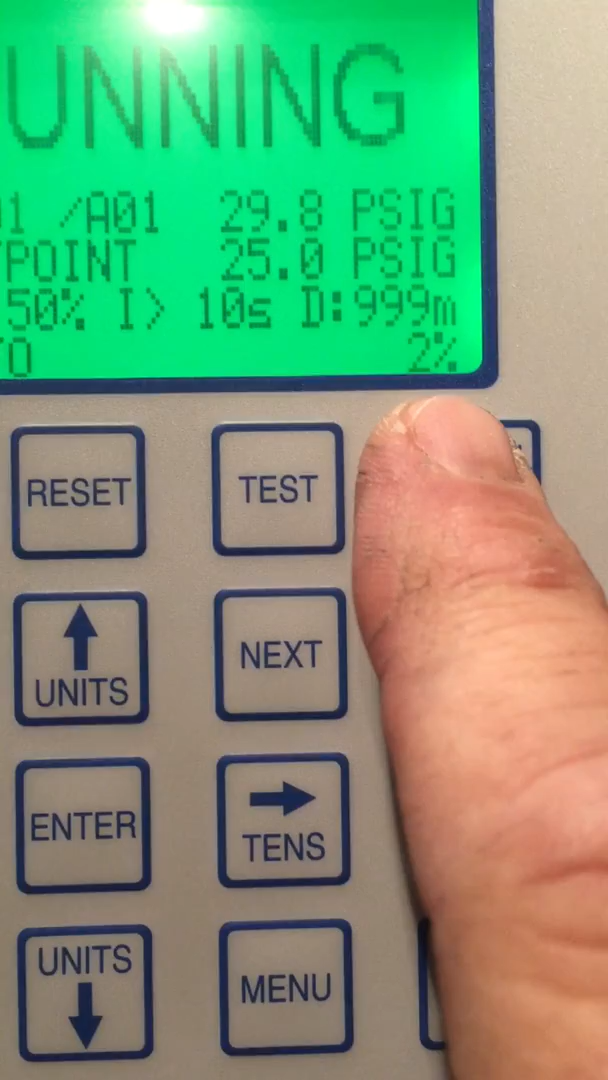 UNNING
01 /A01 29.8 PSIG
POINT 25.0 PSIG
50% I> 10s D:999m
O 2%
RESET TEST
UNITS NEXT
ENTER TENS
UNITS MENU